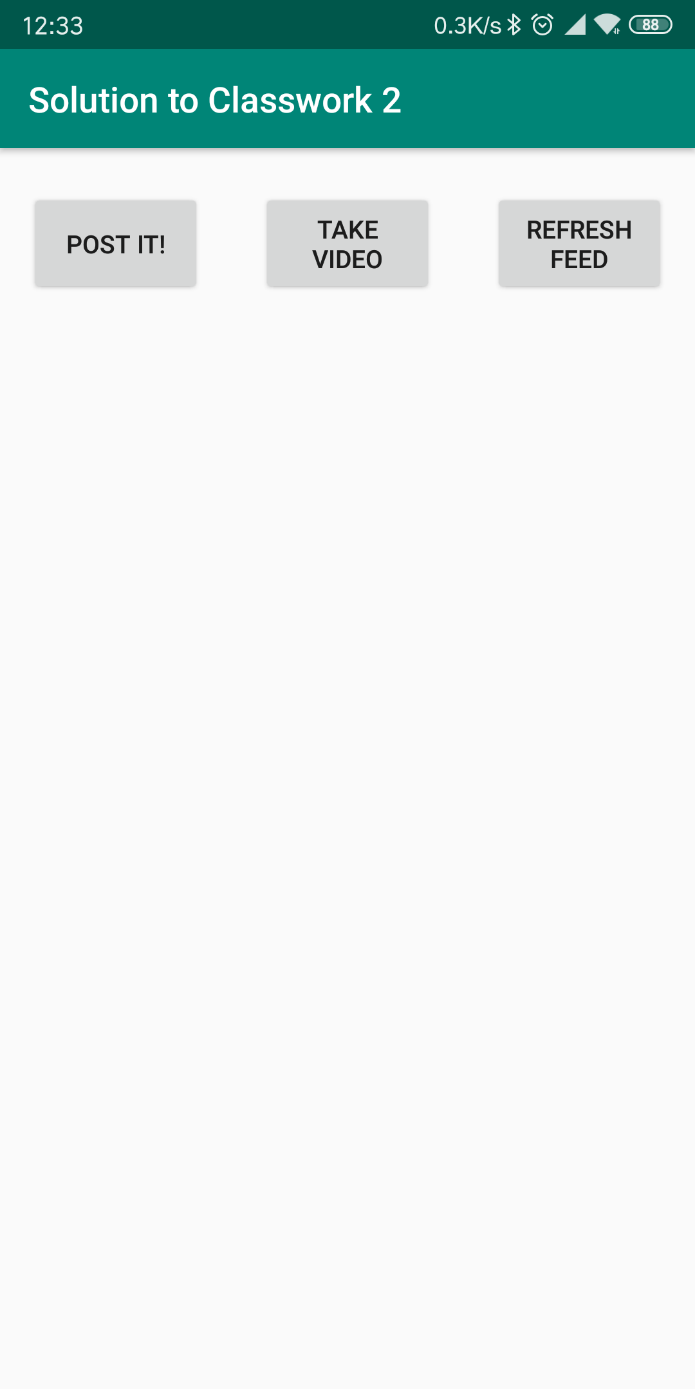 12:33 0.3K/s 88
Solution to Classwork 2
POST IT!
TAKE
VIDEO
REFRESH
FEED